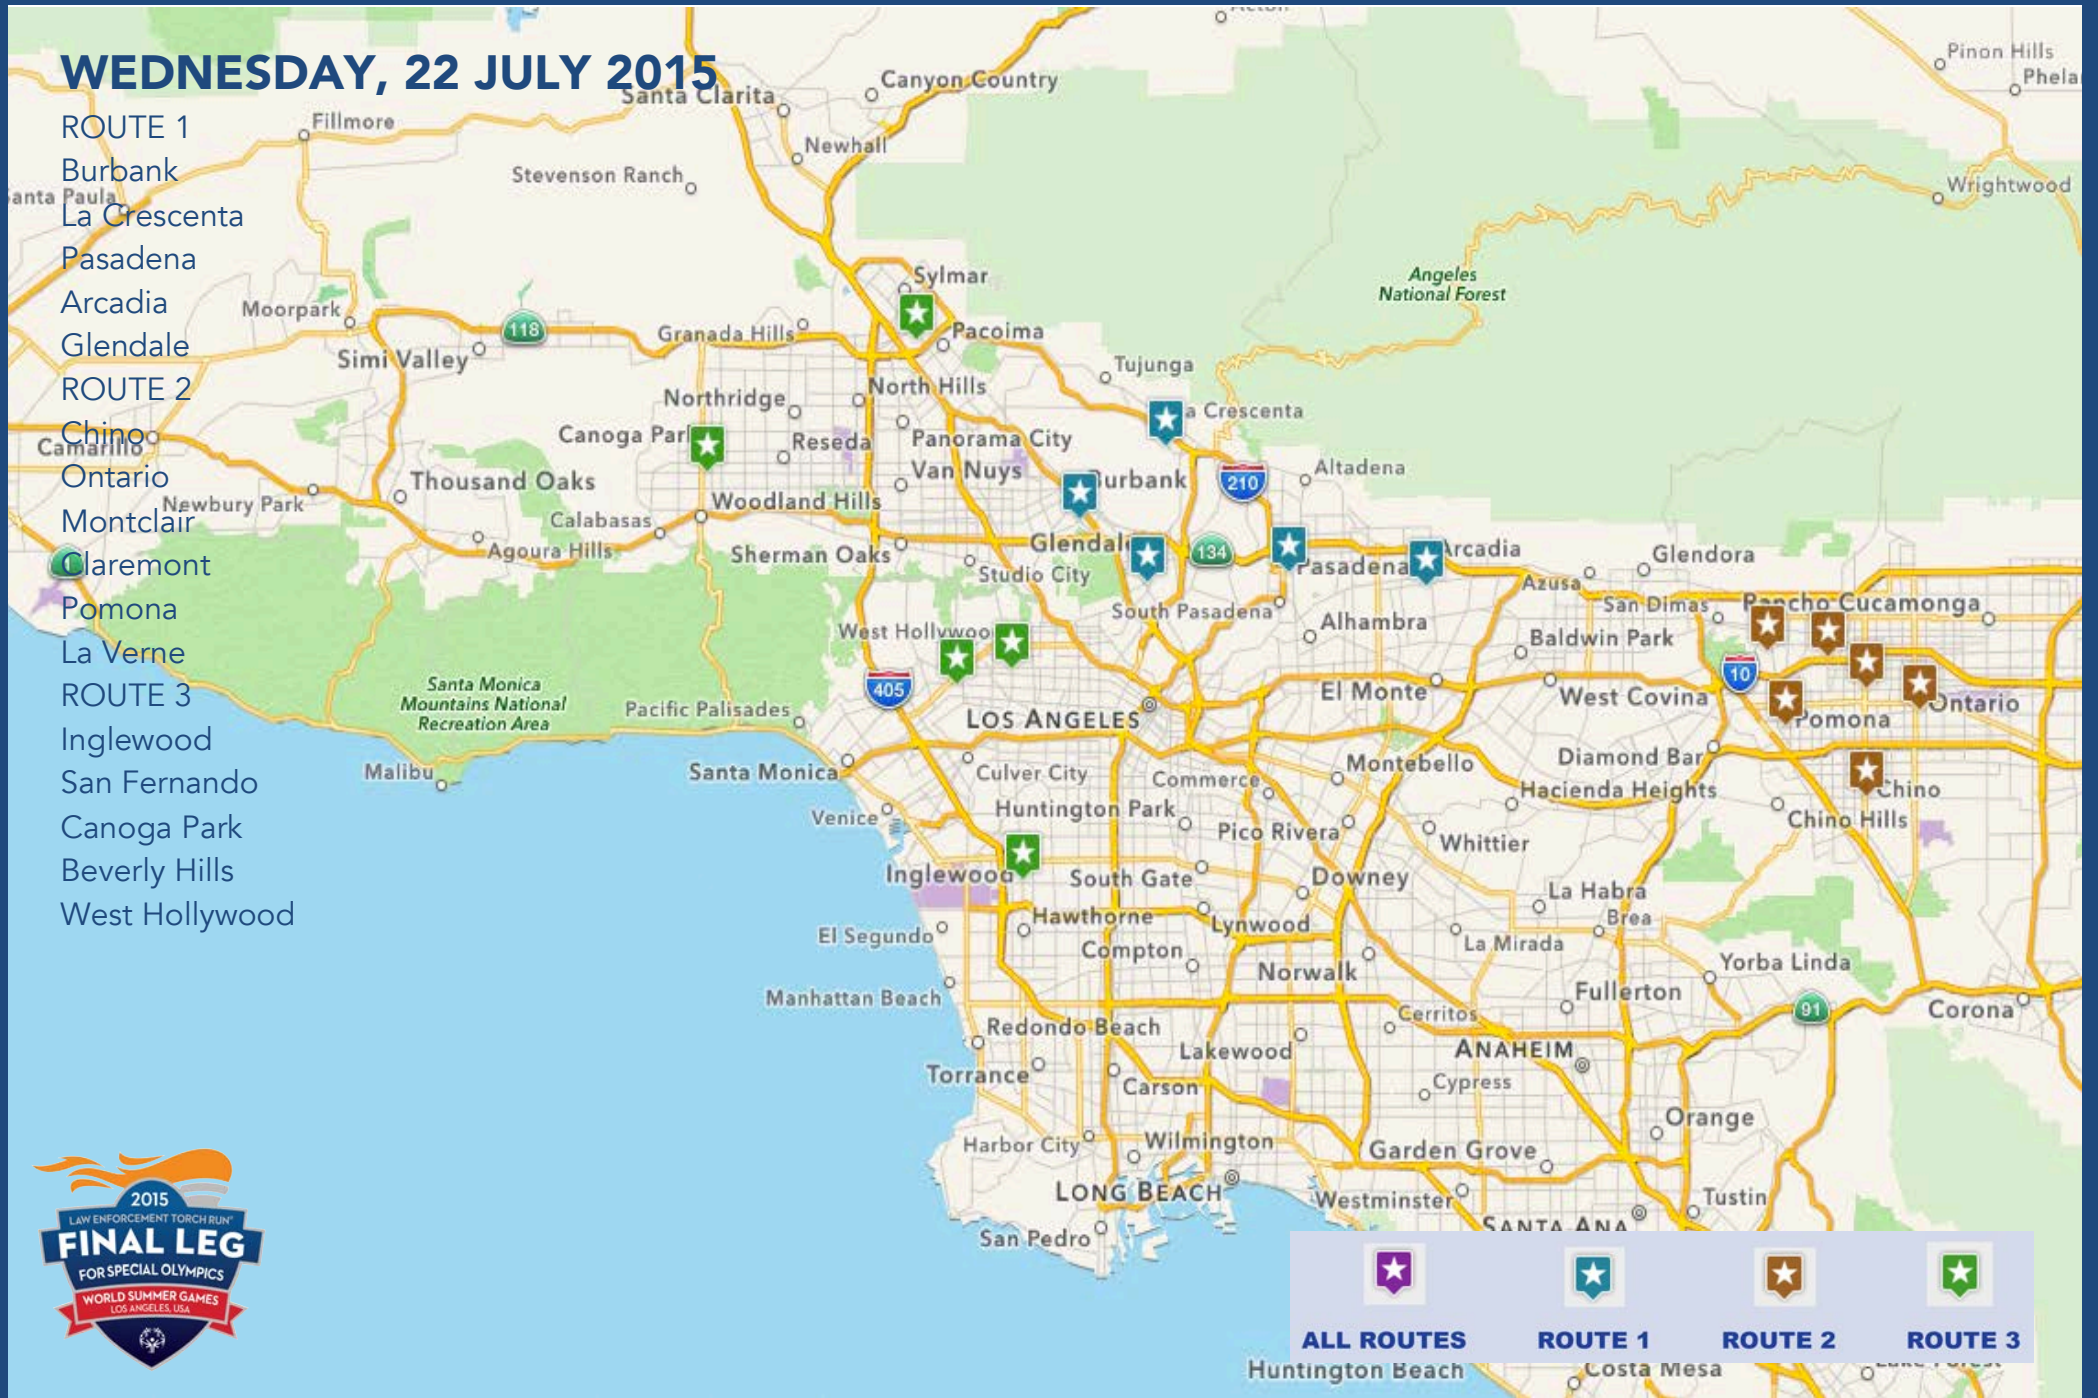 WEDNESDAY, 22 JULY 2015
ROUTE 1
Burbank
La Crescenta
Pasadena
Arcadia
Glendale
ROUTE 2
Chino
Ontario
Montclair
Claremont
Pomona
La Verne
ROUTE 3
Inglewood
San Fernando
Canoga Park
Beverly Hills
West Hollywood
Acton
Pinon Hills
Canyon Country
Phela
Santa Clarita
Fillmore
Newhall
Stevenson Ranch
Wrightwood
anta Paula
Sylmar
Angeles
National Forest
Moorpark
118
Granada Hills
Pacoima
Simi Valley
Tujunga
Northridge
North Hills
a Crescenta
Canoga Par
Reseda
Panorama City
Camarillo
Van Nuys
Burbank
210
Altadena
Thousand Oaks
Newbury Park
Woodland Hills
Calabasas
Agoura Hills
Sherman Oaks
Glendal
134
Arcadia
Glendora
Studio City
Pasadena
Azusa
South Pasadena
San Dimas
Rancho Cucamonga
West Hollywoo
Alhambra
Baldwin Park
Santa Monica
Mountains National
Recreation Area
405
El Monte
West Covina
10
Ontario
Pacific Palisades
LOS ANGELES
Pomona
Malibu
Santa Monica
Culver City
Commerce
Montebello
Diamond Bar
Hacienda Heights
Chino
Venice
Huntington Park
Pico Rivera
Whittier
Chino Hills
Inglewood
South Gate
Downey
La Habra
Hawthorne
Lynwood
Brea
El Segundo
Compton
La Mirada
Norwalk
Yorba Linda
Manhattan Beach
Fullerton
91
Corona
Cerritos
Redondo Beach
Lakewood
ANAHEIM
Torrance
Carson
Cypress
Orange
Harbor City
Wilmington
Garden Grove
LONG BEACH
Westminster
Tustin
San Pedro
SANTA ANA
2015
LAW ENFORCEMENT TORCH RUN®
FINAL LEG
FOR SPECIAL OLYMPICS
WORLD SUMMER GAMES
LOS ANGELES, USA
ALL ROUTES
ROUTE 1
ROUTE 2
ROUTE 3
Huntington Beach
Costa Mesa
Lake Forest